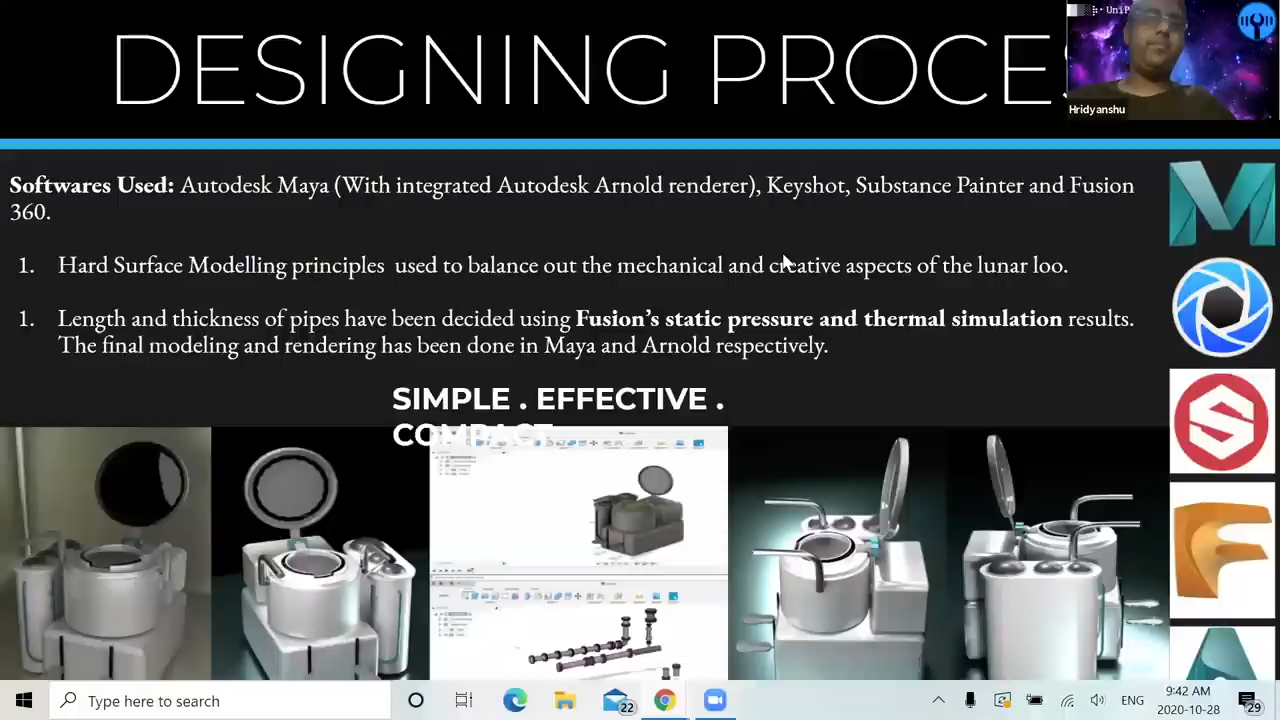 DESIGNING PROCES
UniP
Hridyanshu
Softwares Used: Autodesk Maya (With integrated Autodesk Arnold renderer), Keyshot, Substance Painter and Fusion
360.
1. Hard Surface Modelling principles used to balance out the mechanical and creative aspects of the lunar loo.
1. Length and thickness of pipes have been decided using Fusion’s static pressure and thermal simulation results.
The final modeling and rendering has been done in Maya and Arnold respectively.
SIMPLE . EFFECTIVE .
COMPACT
Type here to search
22
ENG
9:42 AM
2020-10-28
29